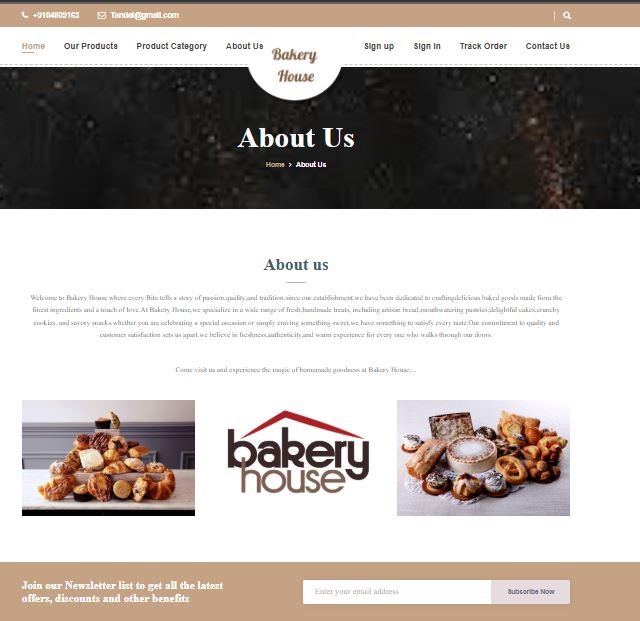 +9104809163 Tandel@gmail.com
Home Our Products Product Category About Us Bakery House Sign up Sign In Track Order Contact Us
About Us
Home > About Us
About us
Welcome to Bakery House where every Bite tells a story of passion,quality,and tradition.since our establishment,we have been dedicated to craftingdelicious baked goods made from the
finest ingredients and a touch of love.At Bakery House,we specialize in a wide range of fresh,handmade treats, including artisan bread,mouthwatering pastries,delightful cakes,crunchy
cookies, and savory snacks.whether you are celebrating a special occasion or simply craving something sweet,we have something to satisfy every taste.Our commitment to quality and
customer satisfaction sets us apart.we believe in freshness,authenticity,and warm experience for every one who walks through our doors.
Come visit us and experience the magic of homemade goodness at Bakery House....
bakery
house
Join our Newsletter list to get all the latest
offers, discounts and other benefits
Enter your email address Subscribe Now